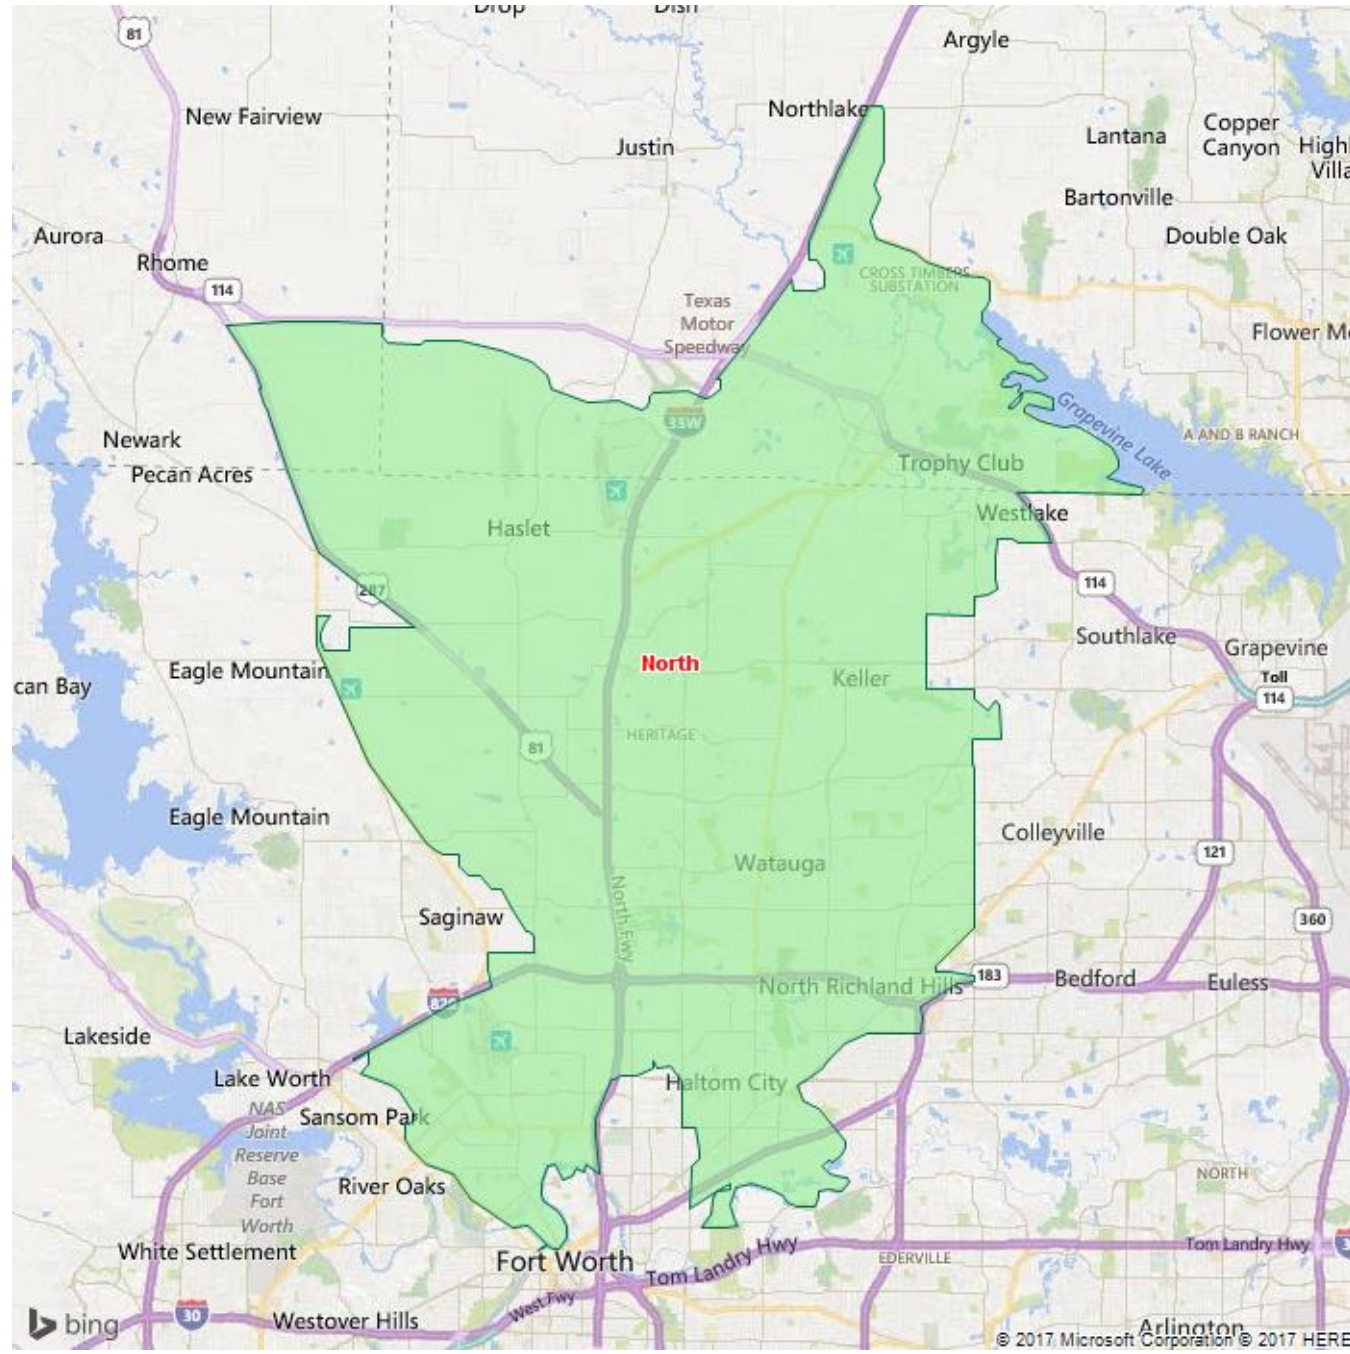 Drop
Dish
81
Argyle
Northlake
New Fairview
Copper
Canyon
Lantana
Justin
Bartonville
Aurora
Double Oak
Rhome
CROSS TIMBERS
SUBSTATION
114
Texas
Motor
Speedway
35W
Grapevine Lake
A AND B RANCH
Newark
Pecan Acres
Trophy Club
Westlake
Haslet
287
114
Southlake
Grapevine
Toll
114
North
Eagle Mountain
Keller
can Bay
HERITAGE
81
Eagle Mountain
Colleyville
121
Watauga
Saginaw
North Fwy
360
183
Bedford
Euless
North Richland Hills
820
Lakeside
Lake Worth
Haltom City
NAS
Joint
Reserve
Base
Fort
Worth
Sansom Park
River Oaks
NORTH
White Settlement
Fort Worth
Tom Landry Hwy
EDERVILLE
Tom Landry Hwy
West Fwy
30
Westover Hills
bing
Arlington
© 2017 Microsoft Corporation © 2017 HERE